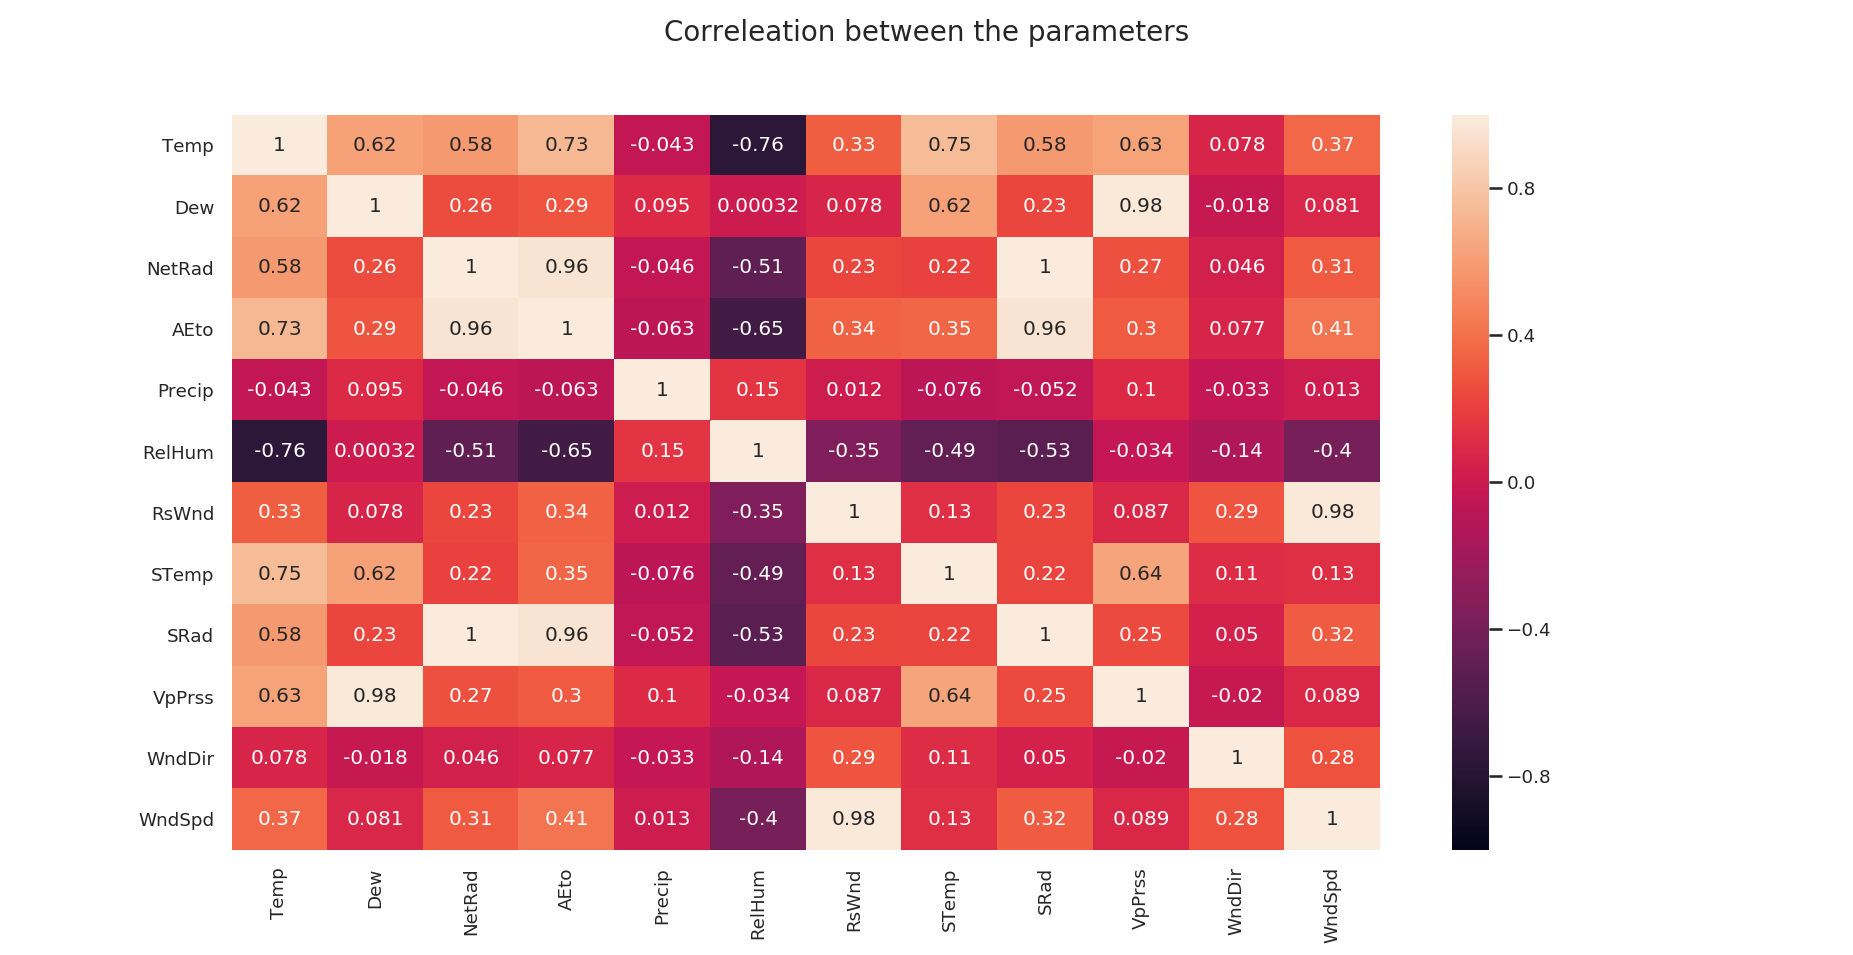 Correleation between the parameters
Temp 1 0.62 0.58 0.73 -0.043 -0.76 0.33 0.75 0.58 0.63 0.078 0.37
Dew 0.62 1 0.26 0.29 0.095 0.00032 0.078 0.62 0.23 0.98 -0.018 0.081
NetRad 0.58 0.26 1 0.96 -0.046 -0.51 0.23 0.22 1 0.27 0.046 0.31
AEto 0.73 0.29 0.96 1 -0.063 -0.65 0.34 0.35 0.96 0.3 0.077 0.41
Precip -0.043 0.095 -0.046 -0.063 1 0.15 0.012 -0.076 -0.052 0.1 -0.033 0.013
RelHum -0.76 0.00032 -0.51 -0.65 0.15 1 -0.35 -0.49 -0.53 -0.034 -0.14 -0.4
RsWnd 0.33 0.078 0.23 0.34 0.012 -0.35 1 0.13 0.23 0.087 0.29 0.98
STemp 0.75 0.62 0.22 0.35 -0.076 -0.49 0.13 1 0.22 0.64 0.11 0.13
SRad 0.58 0.23 1 0.96 -0.052 -0.53 0.23 0.22 1 0.25 0.05 0.32
VpPrss 0.63 0.98 0.27 0.3 0.1 -0.034 0.087 0.64 0.25 1 -0.02 0.089
WndDir 0.078 -0.018 0.046 0.077 -0.033 -0.14 0.29 0.11 0.05 -0.02 1 0.28
WndSpd 0.37 0.081 0.31 0.41 0.013 -0.4 0.98 0.13 0.32 0.089 0.28 1
Temp Dew NetRad AEto Precip RelHum RsWnd STemp SRad VpPrss WndDir WndSpd
0.8
0.4
0.0
−0.4
−0.8